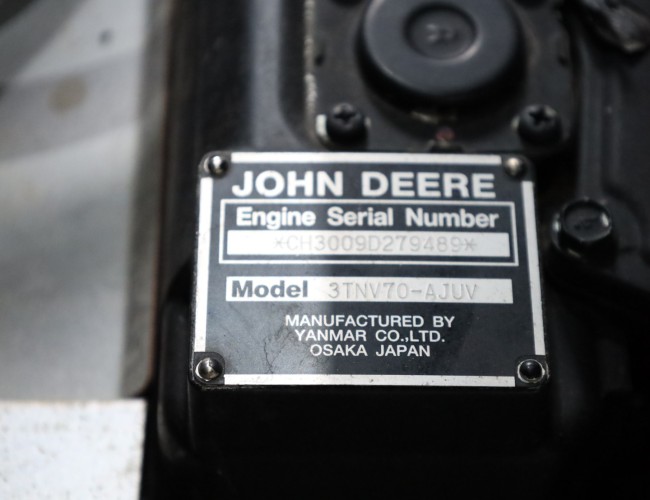 JOHN DEERE
Engine Serial Number
*CH3009D279489*
Model 3TNV70-AJUV
MANUFACTURED BY
YANMAR CO.,LTD.
OSAKA JAPAN